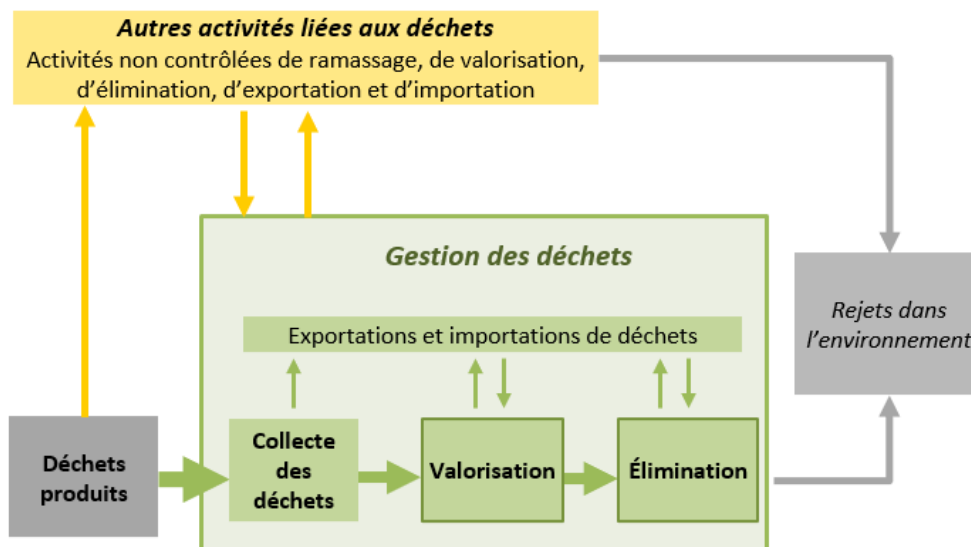 Autres activités liées aux déchets
Activités non contrôlées de ramassage, de valorisation,
d’élimination, d’exportation et d’importation
Gestion des déchets
Exportations et importations de déchets
Déchets
produits
Collecte
des
déchets
Valorisation
Élimination
Rejets dans
l’environnement